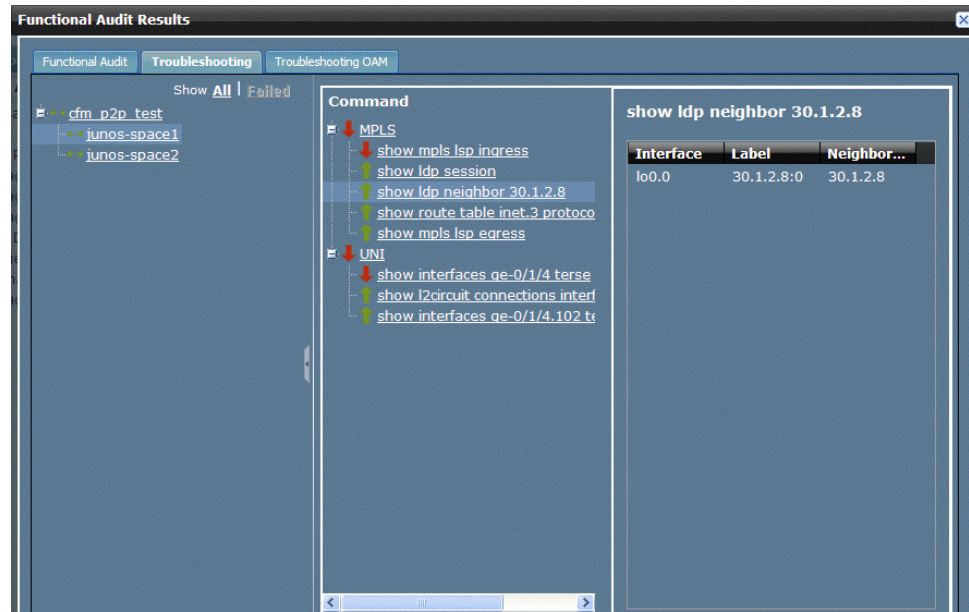 Functional Audit Results
Functional Audit
Troubleshooting
Troubleshooting OAM
Show All | Failed
cfm_p2p_test
junos-space1
junos-space2
Command
MPLS
show mpls lsp ingress
show ldp session
show ldp neighbor 30.1.2.8
show route table inet.3 protoco
show mpls lsp egress
UNI
show interfaces ge-0/1/4 terse
show l2circuit connections interf
show interfaces ge-0/1/4.102 te
show ldp neighbor 30.1.2.8
Interface Label Neighbor...
lo0.0 30.1.2.8:0 30.1.2.8